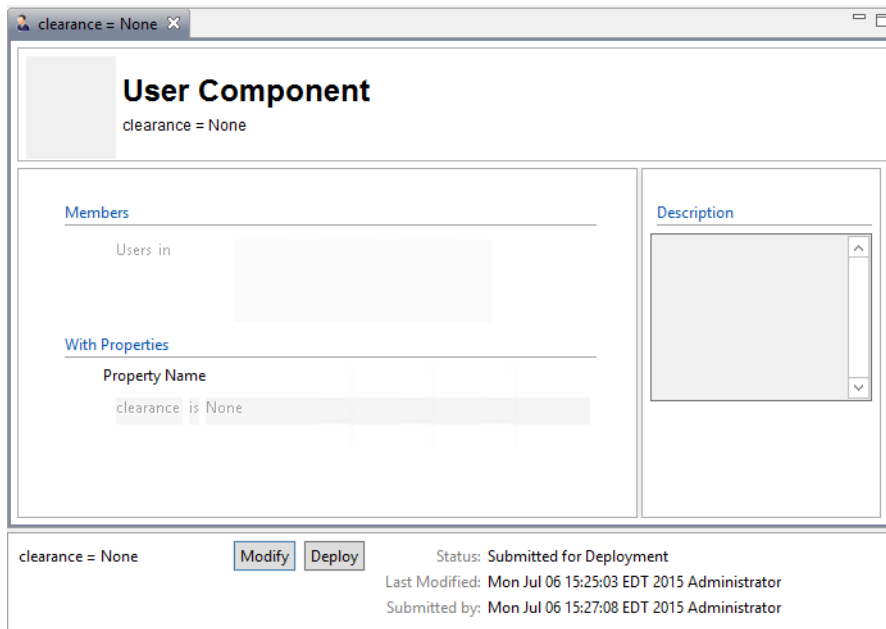 clearance = None
User Component
clearance = None
Members
Users in
With Properties
Property Name
clearance is None
Description
clearance = None
Modify
Deploy
Status: Submitted for Deployment
Last Modified: Mon Jul 06 15:25:03 EDT 2015 Administrator
Submitted by: Mon Jul 06 15:27:08 EDT 2015 Administrator